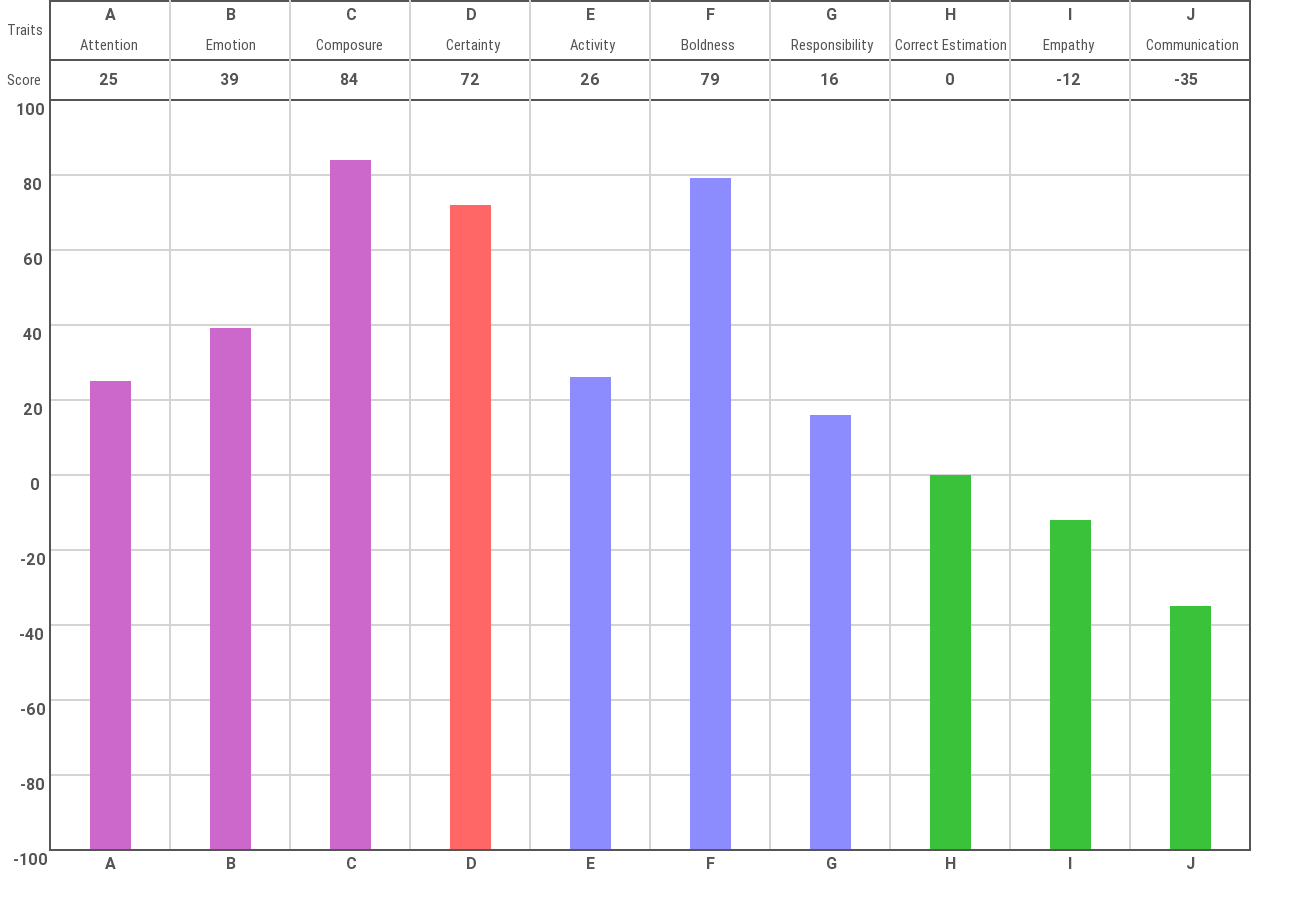 Traits A B C D E F G H I J
Attention Emotion Composure Certainty Activity Boldness Responsibility Correct Estimation Empathy Communication
Score 25 39 84 72 26 79 16 0 -12 -35
100
80
60
40
20
0
-20
-40
-60
-80
-100
A B C D E F G H I J